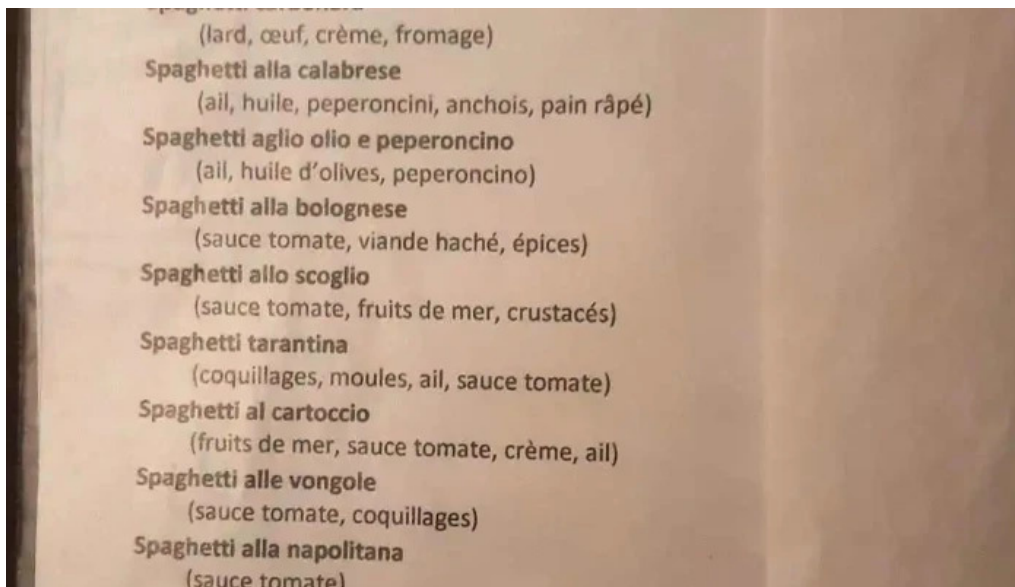 (lard, œuf, crème, fromage)
Spaghetti alla calabrese
(ail, huile, peperoncini, anchois, pain râpé)
Spaghetti aglio olio e peperoncino
(ail, huile d'olives, peperoncino)
Spaghetti alla bolognese
(sauce tomate, viande haché, épices)
Spaghetti allo scoglio
(sauce tomate, fruits de mer, crustacés)
Spaghetti tarantina
(coquillages, moules, ail, sauce tomate)
Spaghetti al cartoccio
(fruits de mer, sauce tomate, crème, ail)
Spaghetti alle vongole
(sauce tomate, coquillages)
Spaghetti alla napolitana
(sauce tomate)